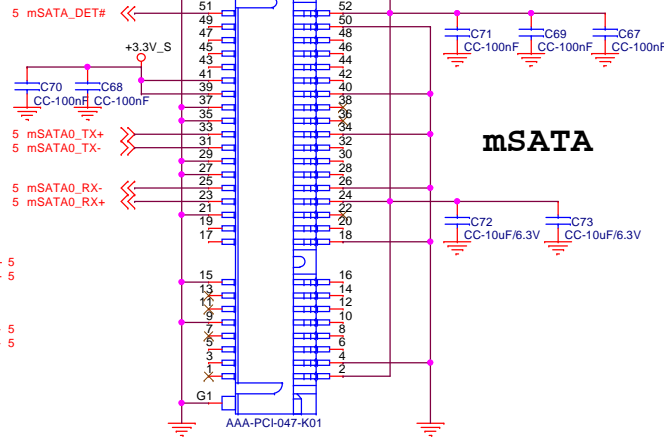 51 52
5 mSATA_DET#
49 50
C71 C69 C67
47 48
CC-100nF CC-100nF CC-100nF
+3.3V_S 45 46
43 44
C70 C68 41 42
CC-100nF CC-100nF 39 40
37 38
35 36
5 mSATA0_TX+ 33 34
mSATA
5 mSATA0_TX- 31 32
29 30
27 28
5 mSATA0_RX- 25 26
5 mSATA0_RX+ 23 24
21 22
C72 C73
19 20
CC-10uF/6.3V CC-10uF/6.3V
17 18
5
5
15 16
13 14
11 12
9 10
5
7 8
5
5 6
3 4
1 2
G1
AAA-PCI-047-K01